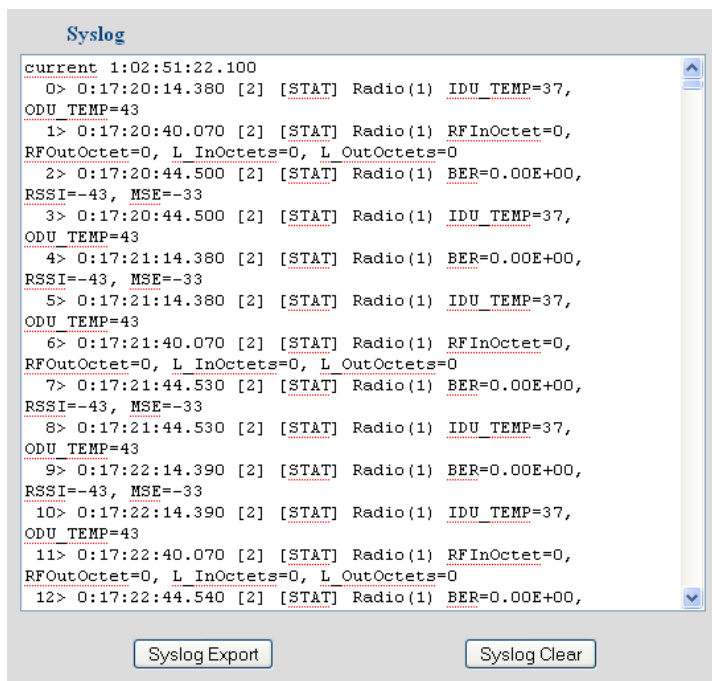 Syslog
current 1:02:51:22.100
0> 0:17:20:14.380 [2] [STAT] Radio(1) IDU_TEMP=37,
ODU_TEMP=43
1> 0:17:20:40.070 [2] [STAT] Radio(1) RFInOctet=0,
RFOutOctet=0, L_InOctets=0, L_OutOctets=0
2> 0:17:20:44.500 [2] [STAT] Radio(1) BER=0.00E+00,
RSSI=-43, MSE=-33
3> 0:17:20:44.500 [2] [STAT] Radio(1) IDU_TEMP=37,
ODU_TEMP=43
4> 0:17:21:14.380 [2] [STAT] Radio(1) BER=0.00E+00,
RSSI=-43, MSE=-33
5> 0:17:21:14.380 [2] [STAT] Radio(1) IDU_TEMP=37,
ODU_TEMP=43
6> 0:17:21:40.070 [2] [STAT] Radio(1) RFInOctet=0,
RFOutOctet=0, L_InOctets=0, L_OutOctets=0
7> 0:17:21:44.530 [2] [STAT] Radio(1) BER=0.00E+00,
RSSI=-43, MSE=-33
8> 0:17:21:44.530 [2] [STAT] Radio(1) IDU_TEMP=37,
ODU_TEMP=43
9> 0:17:22:14.390 [2] [STAT] Radio(1) BER=0.00E+00,
RSSI=-43, MSE=-33
10> 0:17:22:14.390 [2] [STAT] Radio(1) IDU_TEMP=37,
ODU_TEMP=43
11> 0:17:22:40.070 [2] [STAT] Radio(1) RFInOctet=0,
RFOutOctet=0, L_InOctets=0, L_OutOctets=0
12> 0:17:22:44.540 [2] [STAT] Radio(1) BER=0.00E+00,
Syslog Export Syslog Clear